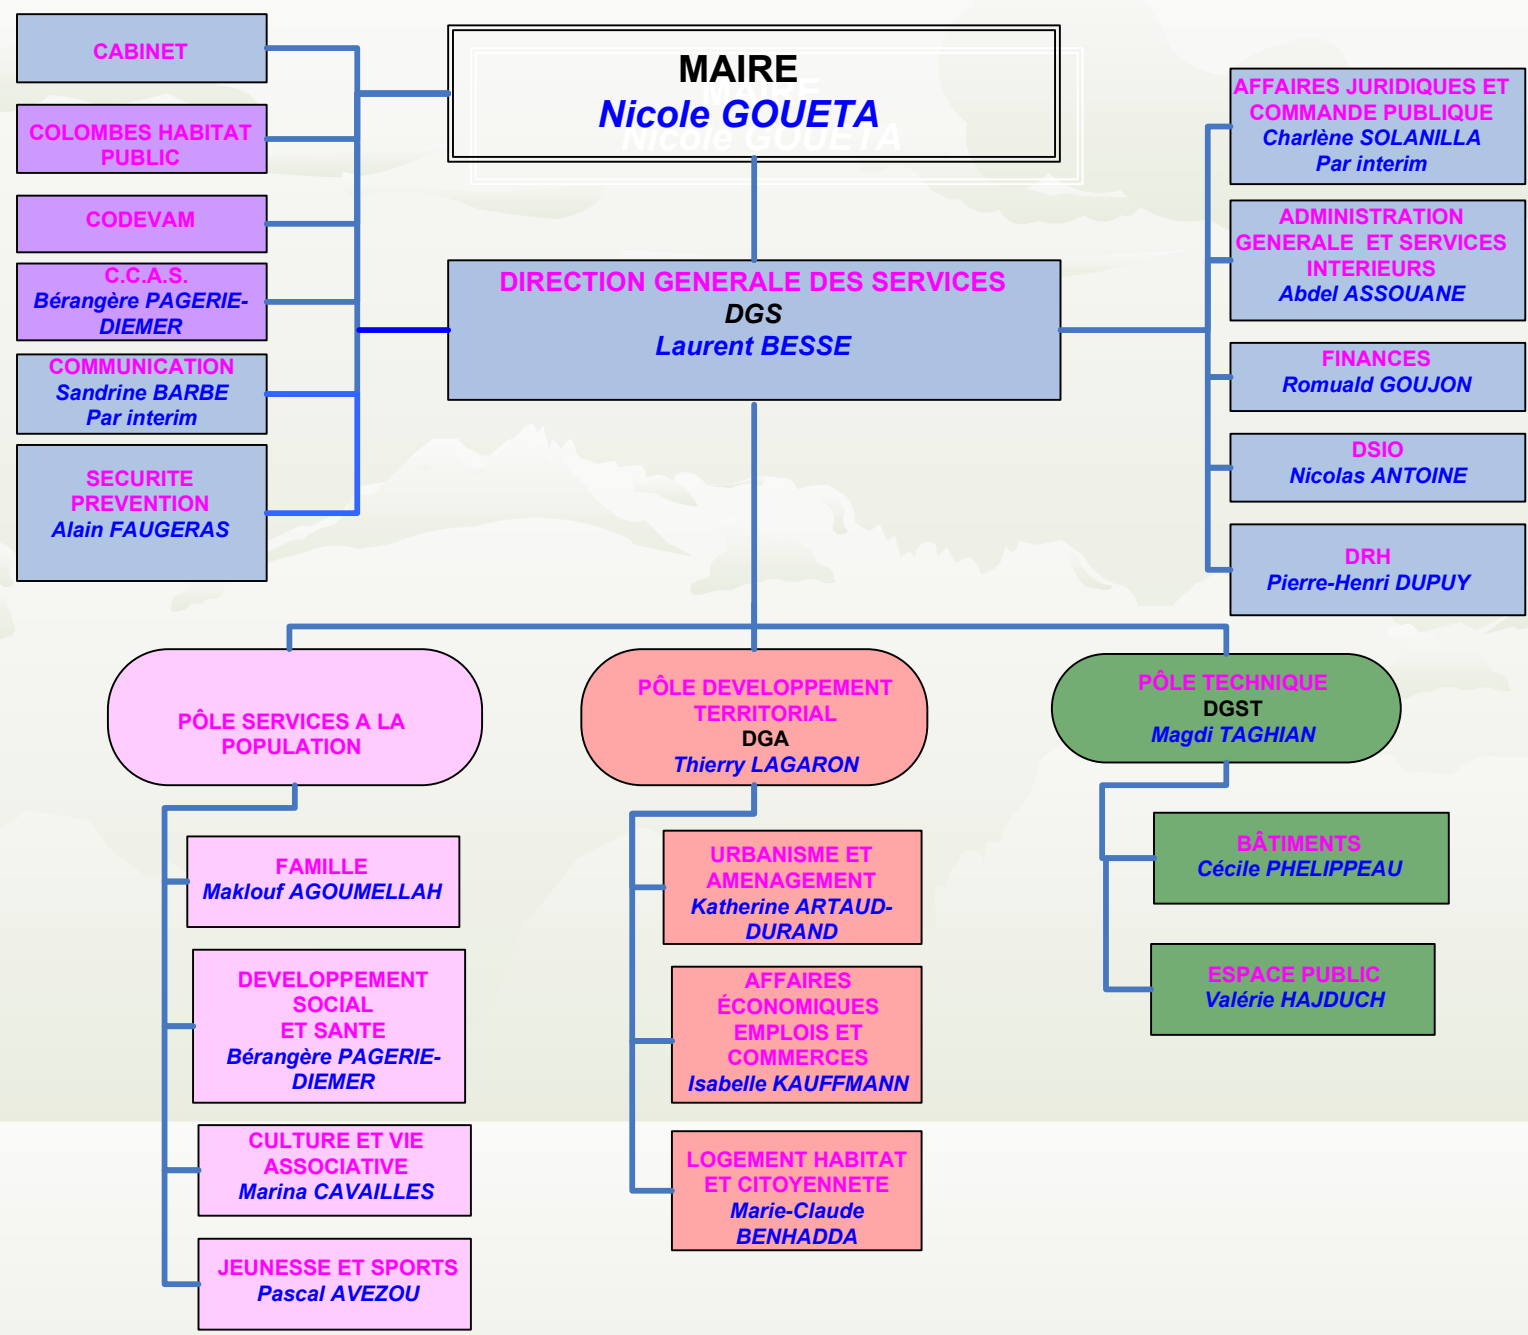 CABINET
COLOMBES HABITAT
PUBLIC
CODEVAM
C.C.A.S.
Bérangère PAGERIE-
DIEMER
COMMUNICATION
Sandrine BARBE
Par interim
SECURITE
PREVENTION
Alain FAUGERAS
MAIRE
Nicole GOUETA
MAIRE
Nicole GOUETA
DIRECTION GENERALE DES SERVICES
DGS
Laurent BESSE
AFFAIRES JURIDIQUES ET
COMMANDE PUBLIQUE
Charlène SOLANILLA
Par interim
ADMINISTRATION
GENERALE ET SERVICES
INTERIEURS
Abdel ASSOUANE
FINANCES
Romuald GOUJON
DSIO
Nicolas ANTOINE
DRH
Pierre-Henri DUPUY
PÔLE SERVICES A LA
POPULATION
FAMILLE
Maklouf AGOUMELLAH
DEVELOPPEMENT
SOCIAL
ET SANTE
Bérangère PAGERIE-
DIEMER
CULTURE ET VIE
ASSOCIATIVE
Marina CAVAILLES
JEUNESSE ET SPORTS
Pascal AVEZOU
PÔLE DEVELOPPEMENT
TERRITORIAL
DGA
Thierry LAGARON
URBANISME ET
AMENAGEMENT
Katherine ARTAUD-
DURAND
AFFAIRES
ÉCONOMIQUES
EMPLOIS ET
COMMERCES
Isabelle KAUFFMANN
LOGEMENT HABITAT
ET CITOYENNETE
Marie-Claude
BENHADDA
PÔLE TECHNIQUE
DGST
Magdi TAGHIAN
BÂTIMENTS
Cécile PHELIPPEAU
ESPACE PUBLIC
Valérie HAJDUCH